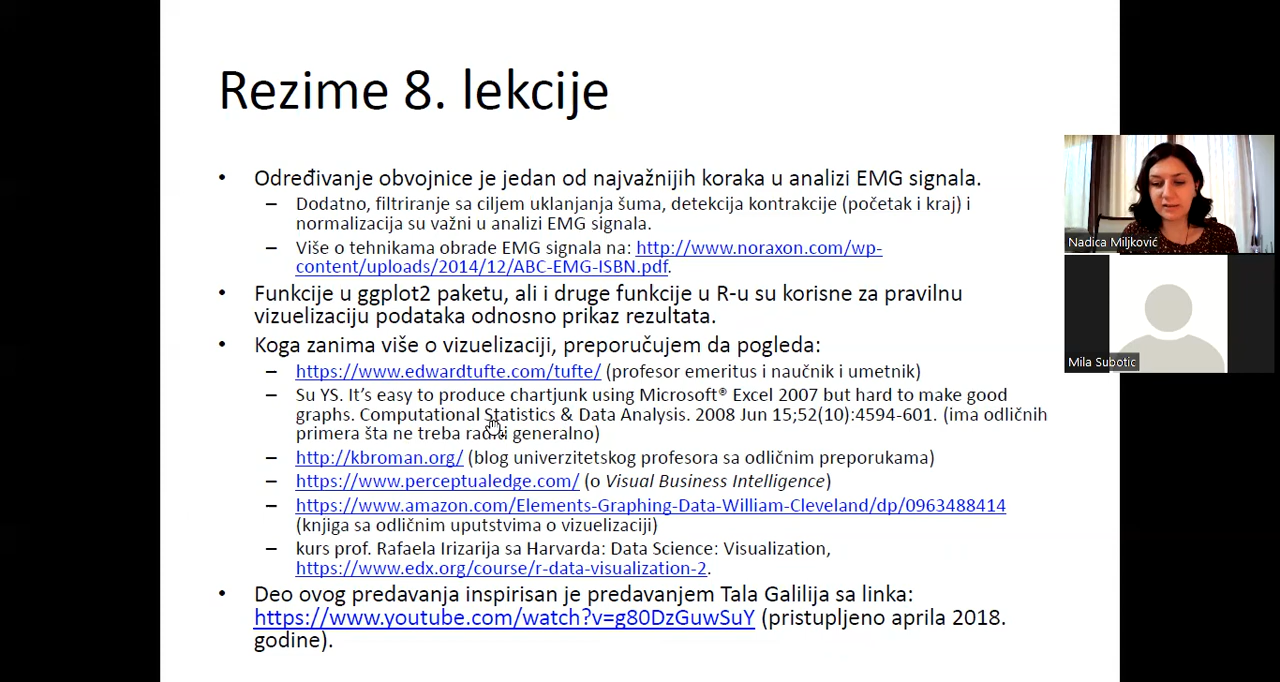 Rezime 8. lekcije
• Određivanje obvojnice je jedan od najvažnijih koraka u analizi EMG signala.
– Dodatno, filtriranje sa ciljem uklanjanja šuma, detekcija kontrakcije (početak i kraj) i
normalizacija su važni u analizi EMG signala.
– Više o tehnikama obrade EMG signala na: http://www.noraxon.com/wp-
content/uploads/2014/12/ABC-EMG-ISBN.pdf.
• Funkcije u ggplot2 paketu, ali i druge funkcije u R-u su korisne za pravilnu
vizuelizaciju podataka odnosno prikaz rezultata.
• Koga zanima više o vizuelizaciji, preporučujem da pogleda:
– https://www.edwardtufte.com/tufte/ (profesor emeritus i naučnik i umetnik)
– Su YS. It's easy to produce chartjunk using Microsoft® Excel 2007 but hard to make good
graphs. Computational Statistics & Data Analysis. 2008 Jun 15;52(10):4594-601. (ima odličnih
primera šta ne treba raditi generalno)
– http://kbroman.org/ (blog univerzitetskog profesora sa odličnim preporukama)
– https://www.perceptualedge.com/ (o Visual Business Intelligence)
– https://www.amazon.com/Elements-Graphing-Data-William-Cleveland/dp/0963488414
(knjiga sa odličnim uputstvima o vizuelizaciji)
– kurs prof. Rafaela Irizarija sa Harvarda: Data Science: Visualization,
https://www.edx.org/course/r-data-visualization-2.
• Deo ovog predavanja inspirisan je predavanjem Tala Galilija sa linka:
https://www.youtube.com/watch?v=g80DzGuwSuY (pristupljeno aprila 2018.
godine).
Nadica Miljković
Mila Subotic